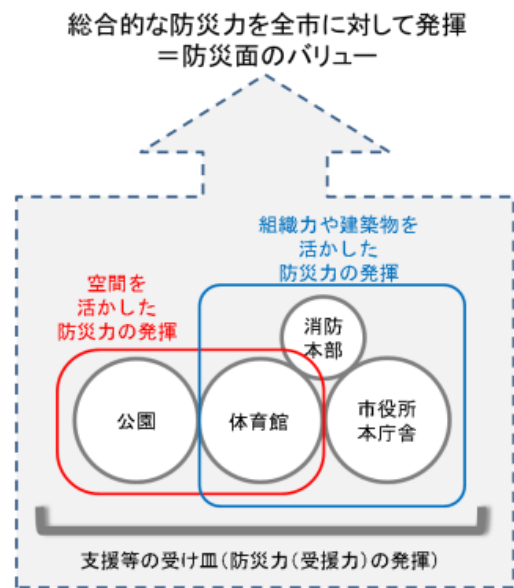 総合的な防災力を全市に対して発揮
＝防災面のバリュー
組織力や建築物を
活かした
防災力の発揮
空間を
活かした
防災力の発揮
消防
本部
公園
体育館
市役所
本庁舎
支援等の受け皿(防災力(受援力)の発揮)